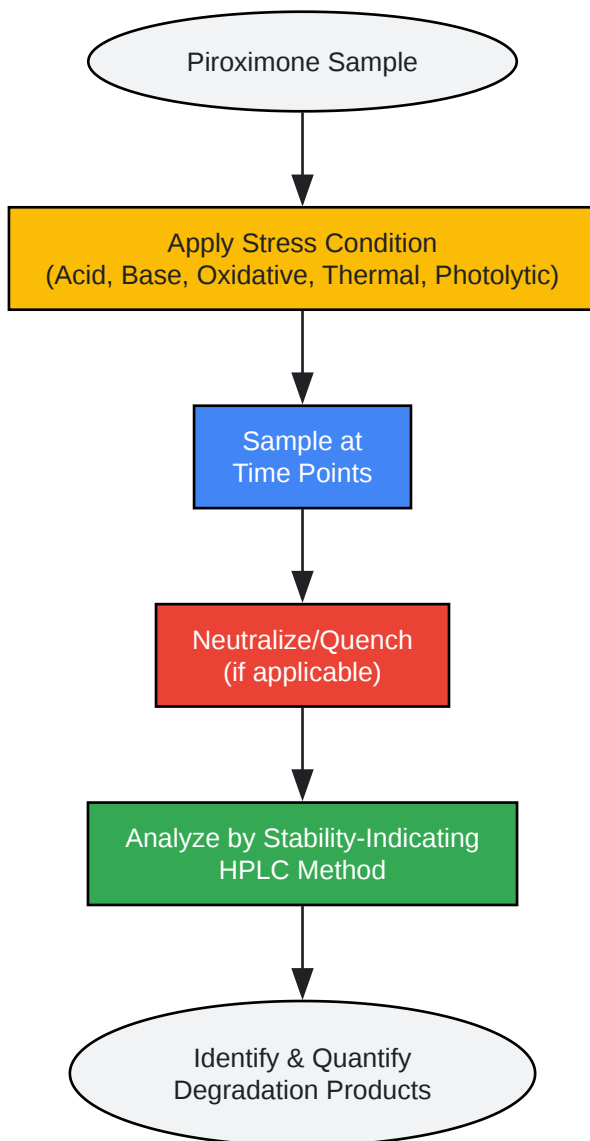 Piroximone Sample
Apply Stress Condition
(Acid, Base, Oxidative, Thermal, Photolytic)
Sample at
Time Points
Neutralize/Quench
(if applicable)
Analyze by Stability-Indicating
HPLC Method
Identify & Quantify
Degradation Products